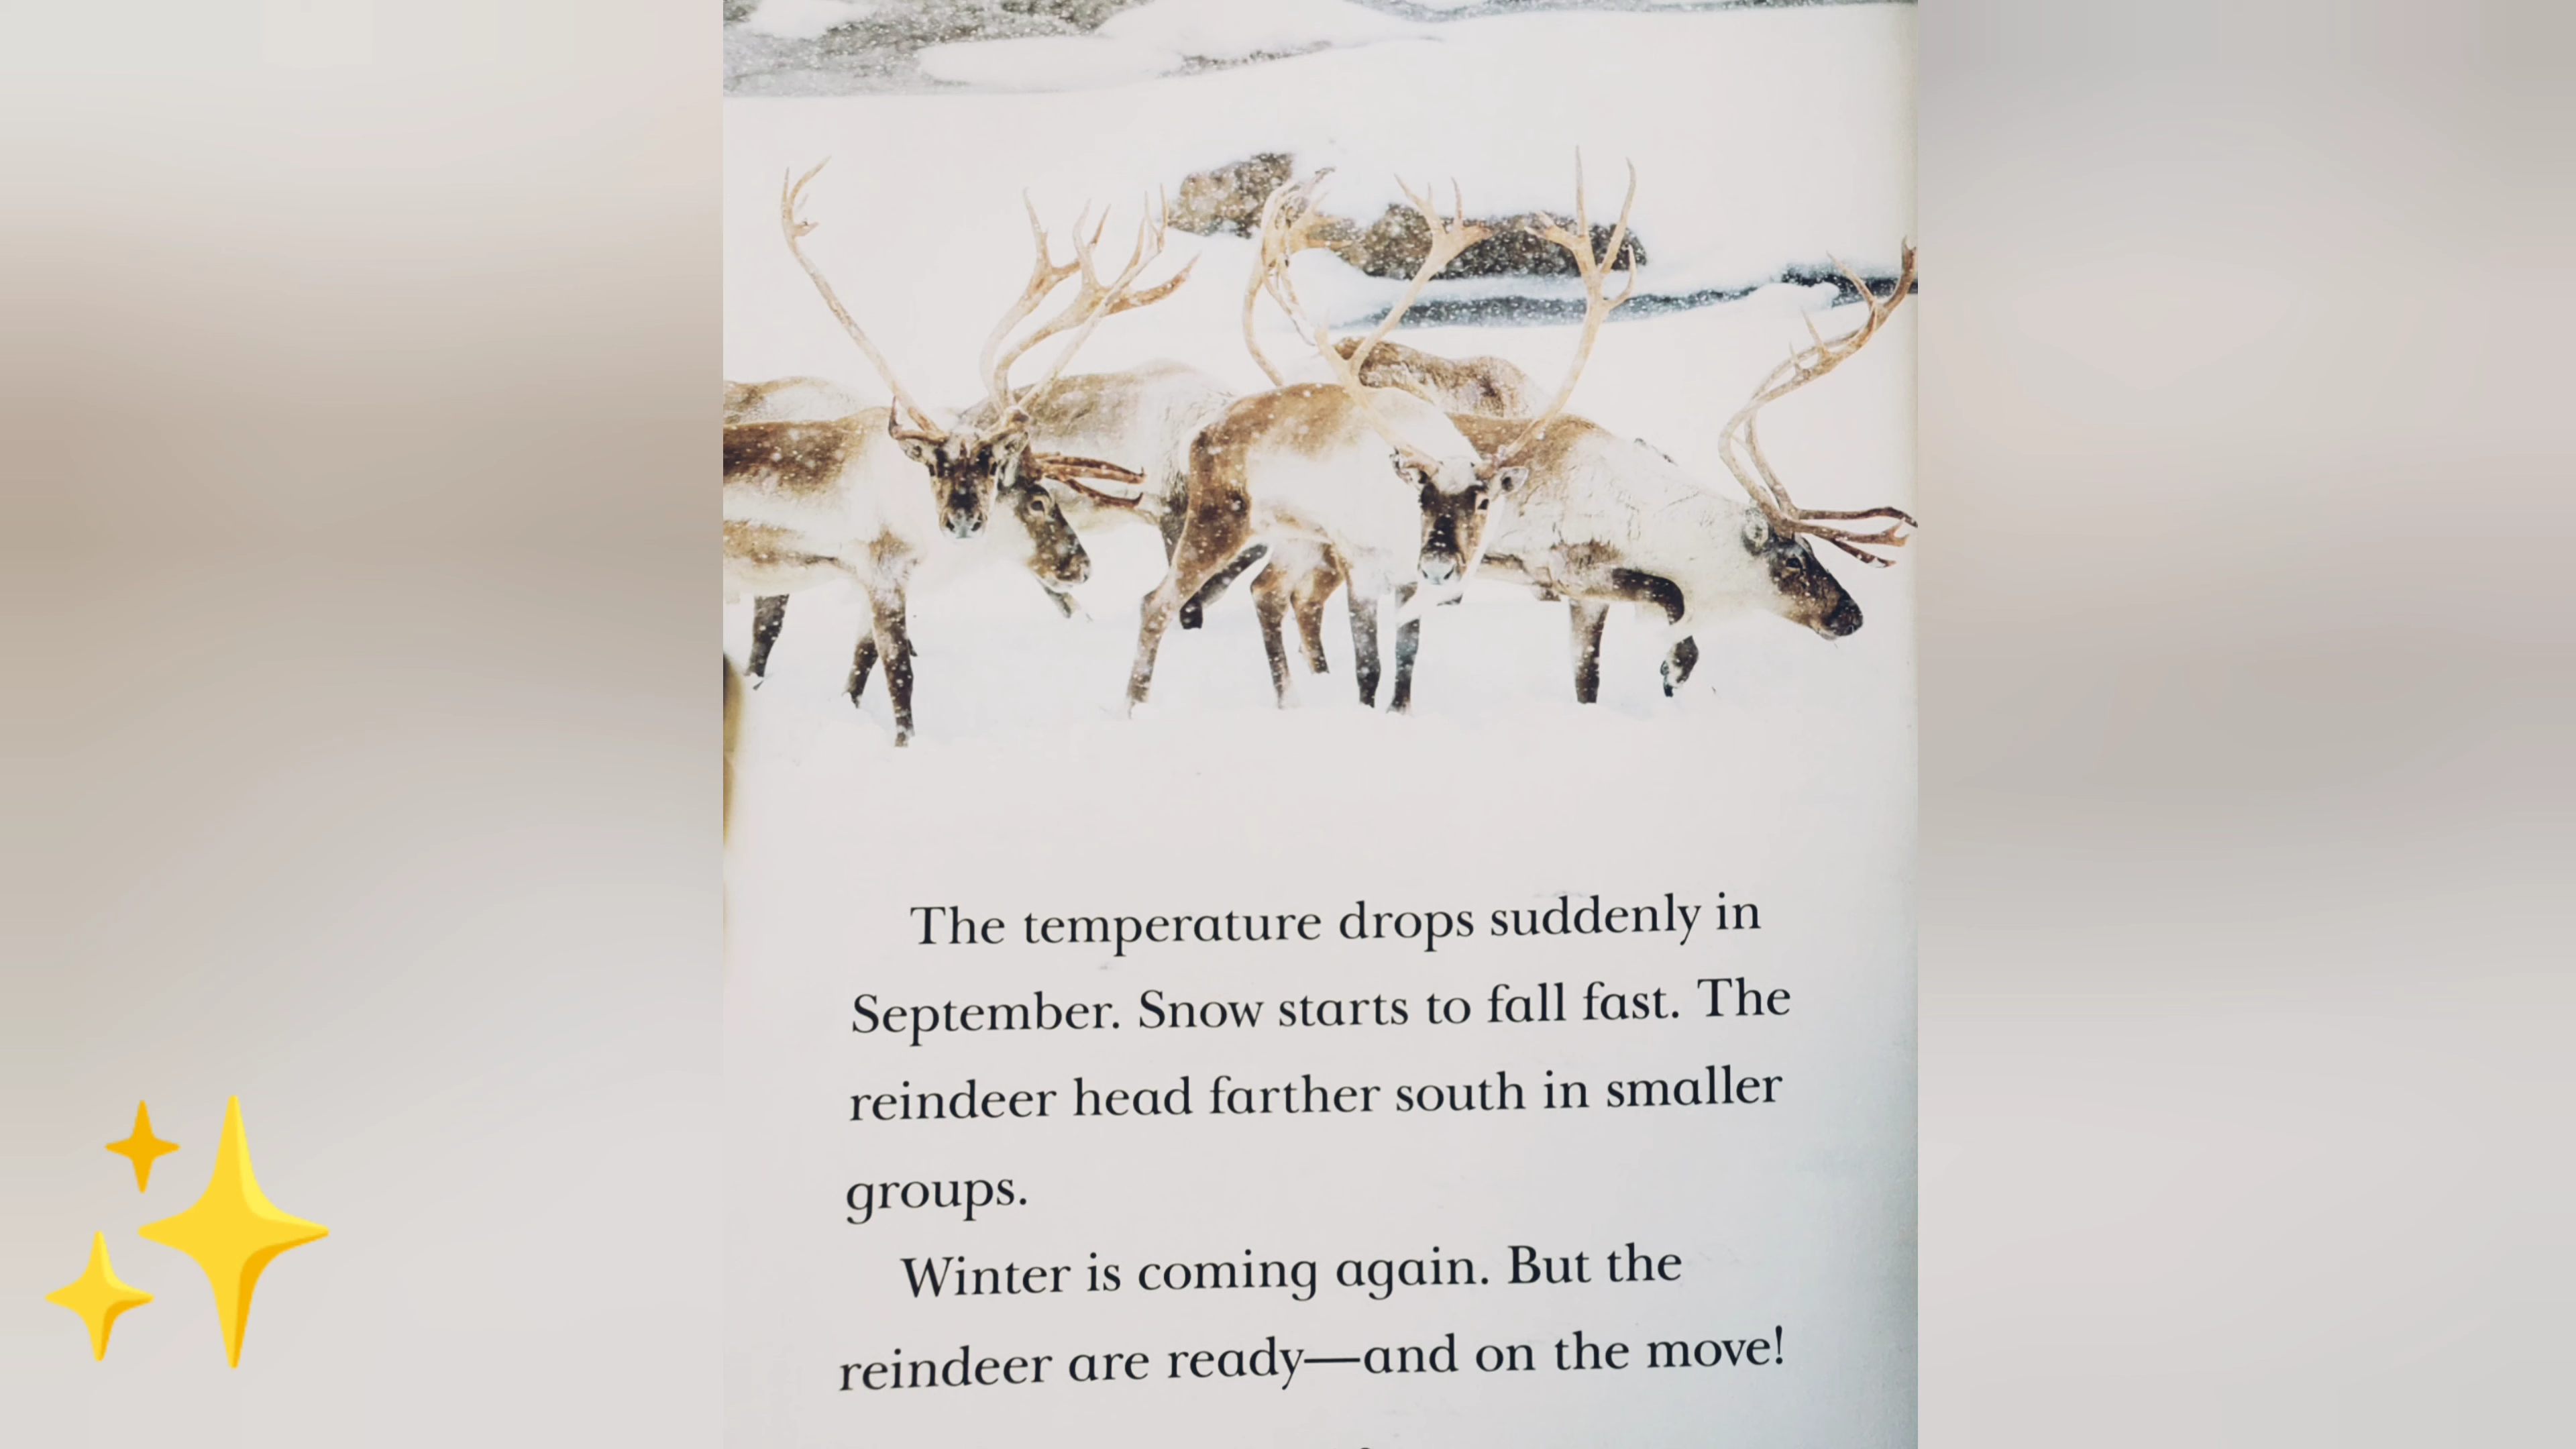 The temperature drops suddenly in
September. Snow starts to fall fast. The
reindeer head farther south in smaller
groups.
Winter is coming again. But the
reindeer are ready—and on the move!